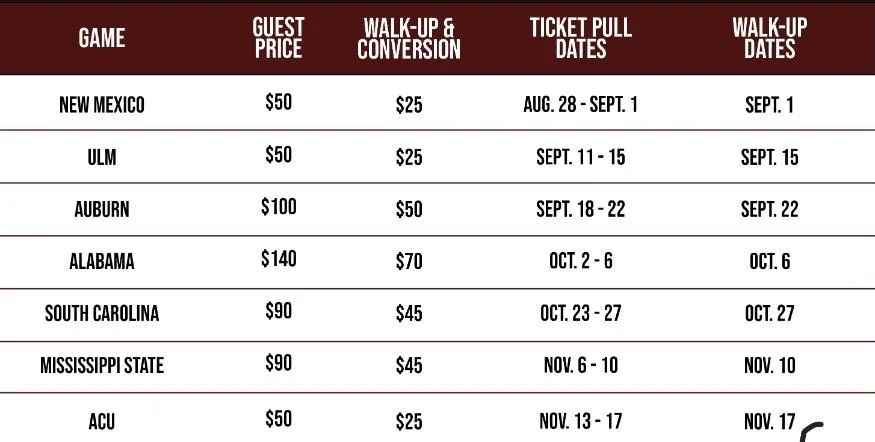 GAME GUEST PRICE WALK-UP & CONVERSION TICKET PULL DATES WALK-UP DATES
NEW MEXICO $50 $25 AUG. 28 - SEPT. 1 SEPT. 1
ULM $50 $25 SEPT. 11 - 15 SEPT. 15
AUBURN $100 $50 SEPT. 18 - 22 SEPT. 22
ALABAMA $140 $70 OCT. 2 - 6 OCT. 6
SOUTH CAROLINA $90 $45 OCT. 23 - 27 OCT. 27
MISSISSIPPI STATE $90 $45 NOV. 6 - 10 NOV. 10
ACU $50 $25 NOV. 13 - 17 NOV. 17